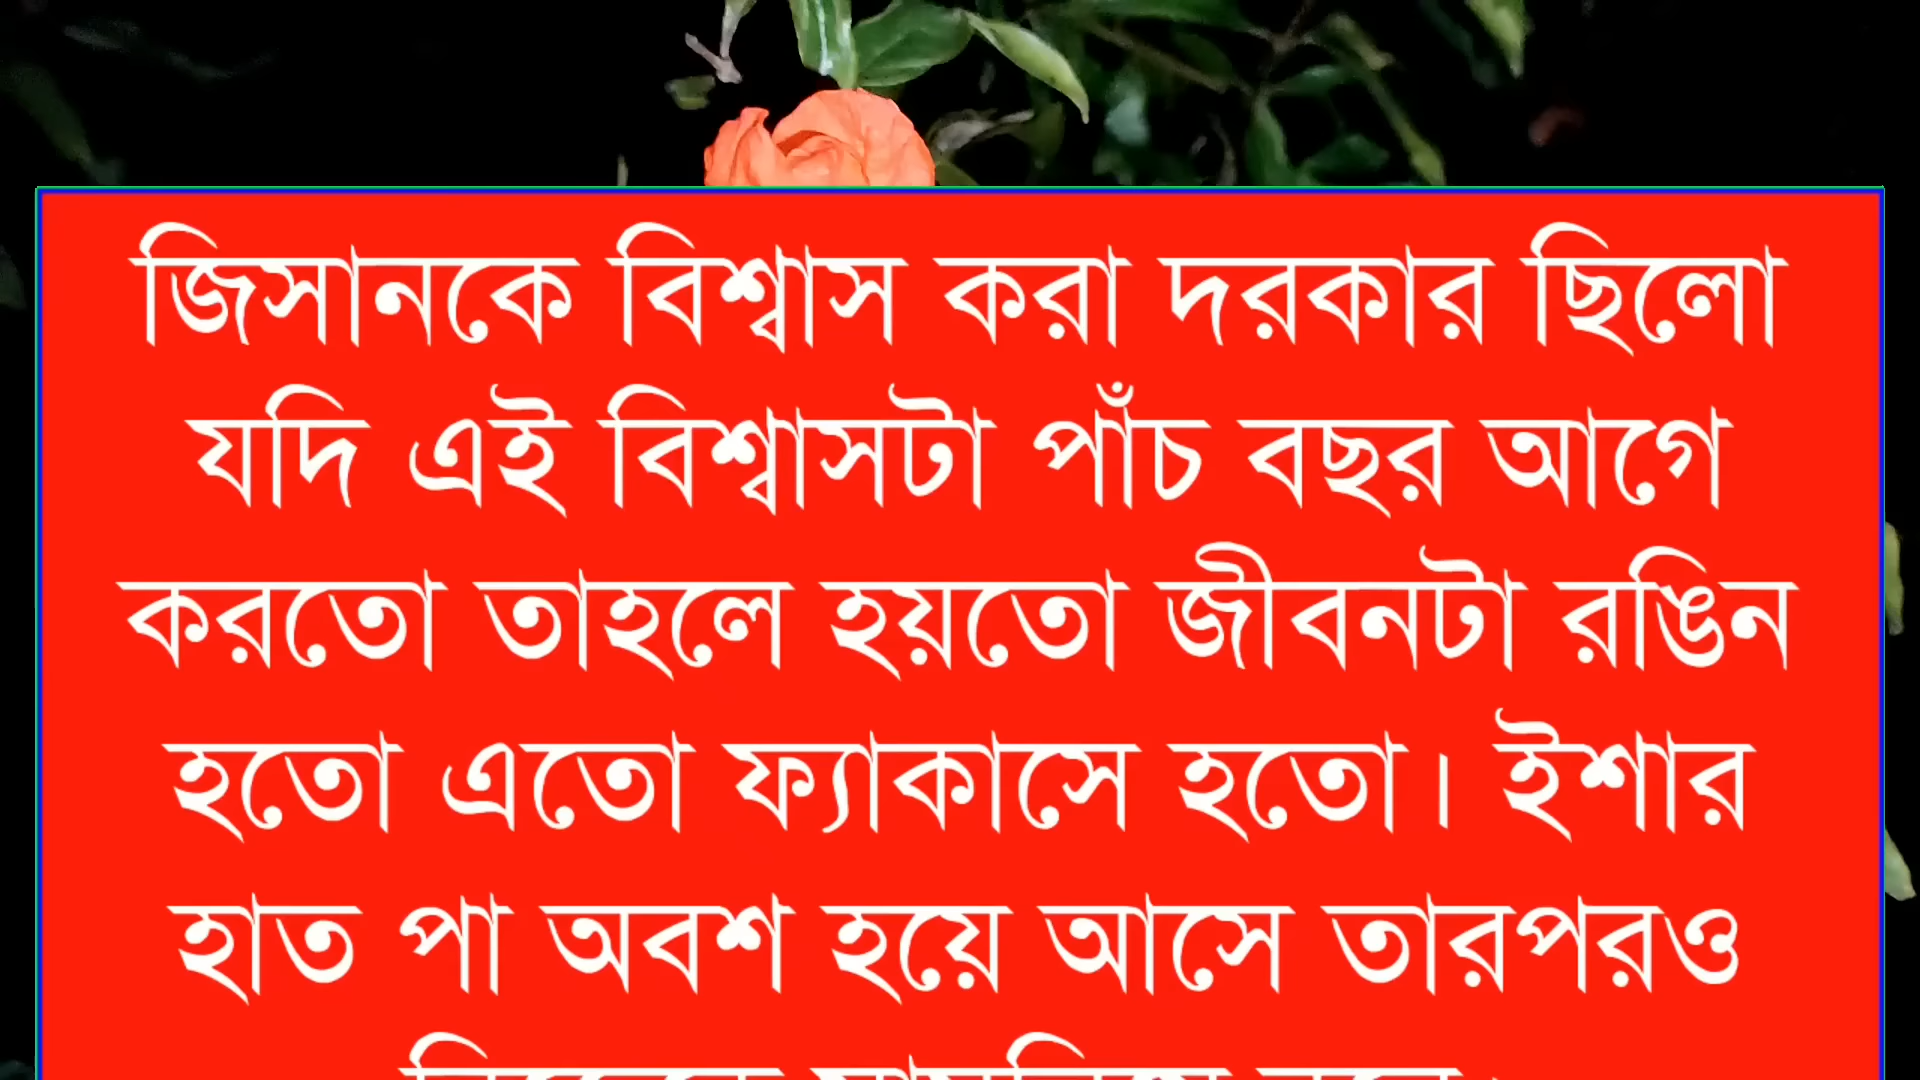 জিসানকে বিশ্বাস করা দরকার ছিলো
যদি এই বিশ্বাসটা পাঁচ বছর আগে
করতো তাহলে হয়তো জীবনটা রঙিন
হতো এতো ফ্যাকাসে হতো। ইশার
হাত পা অবশ হয়ে আসে তারপরও